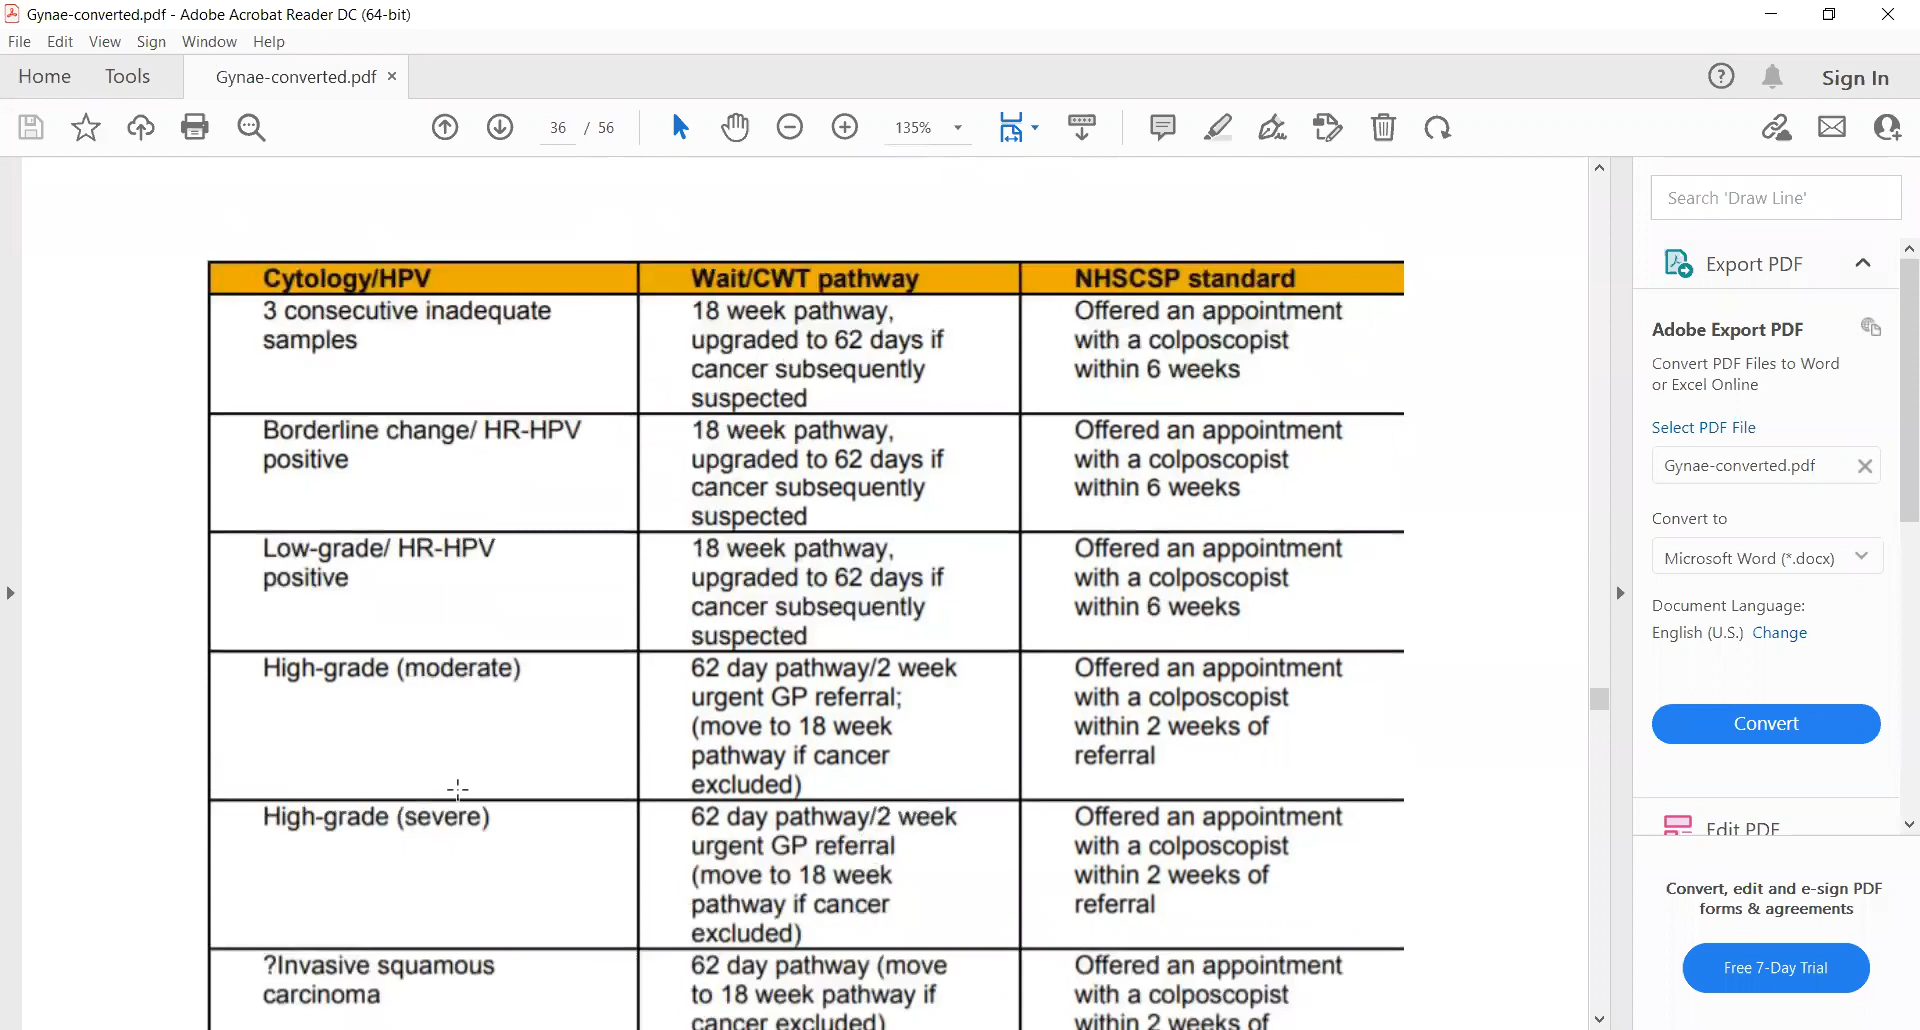 Gynae-converted.pdf - Adobe Acrobat Reader DC (64-bit)
File Edit View Sign Window Help
Home Tools Gynae-converted.pdf × Sign In
36 / 56 135%
Cytology/HPV
Wait/CWT pathway
NHSCSP standard
3 consecutive inadequate
samples
18 week pathway,
upgraded to 62 days if
cancer subsequently
suspected
Offered an appointment
with a colposcopist
within 6 weeks
Borderline change/ HR-HPV
positive
18 week pathway,
upgraded to 62 days if
cancer subsequently
suspected
Offered an appointment
with a colposcopist
within 6 weeks
Low-grade/ HR-HPV
positive
18 week pathway,
upgraded to 62 days if
cancer subsequently
suspected
Offered an appointment
with a colposcopist
within 6 weeks
High-grade (moderate)
62 day pathway/2 week
urgent GP referral;
(move to 18 week
pathway if cancer
excluded)
Offered an appointment
with a colposcopist
within 2 weeks of
referral
High-grade (severe)
62 day pathway/2 week
urgent GP referral
(move to 18 week
pathway if cancer
excluded)
Offered an appointment
with a colposcopist
within 2 weeks of
referral
?Invasive squamous
carcinoma
62 day pathway (move
to 18 week pathway if
cancer excluded)
Offered an appointment
with a colposcopist
within 2 weeks of
Search 'Draw Line'
Export PDF
Adobe Export PDF
Convert PDF Files to Word
or Excel Online
Select PDF File
Gynae-converted.pdf
Convert to
Microsoft Word (*.docx)
Document Language:
English (U.S.) Change
Convert
Edit PDF
Convert, edit and e-sign PDF
forms & agreements
Free 7-Day Trial